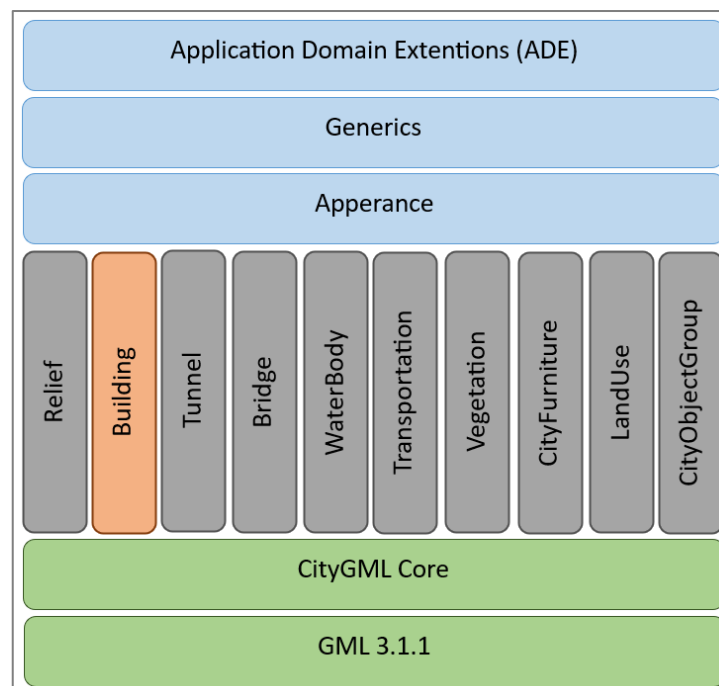 Application Domain Extentions (ADE)
Generics
Apperance
Relief
Building
Tunnel
Bridge
WaterBody
Transportation
Vegetation
CityFurniture
LandUse
CityObjectGroup
CityGML Core
GML 3.1.1